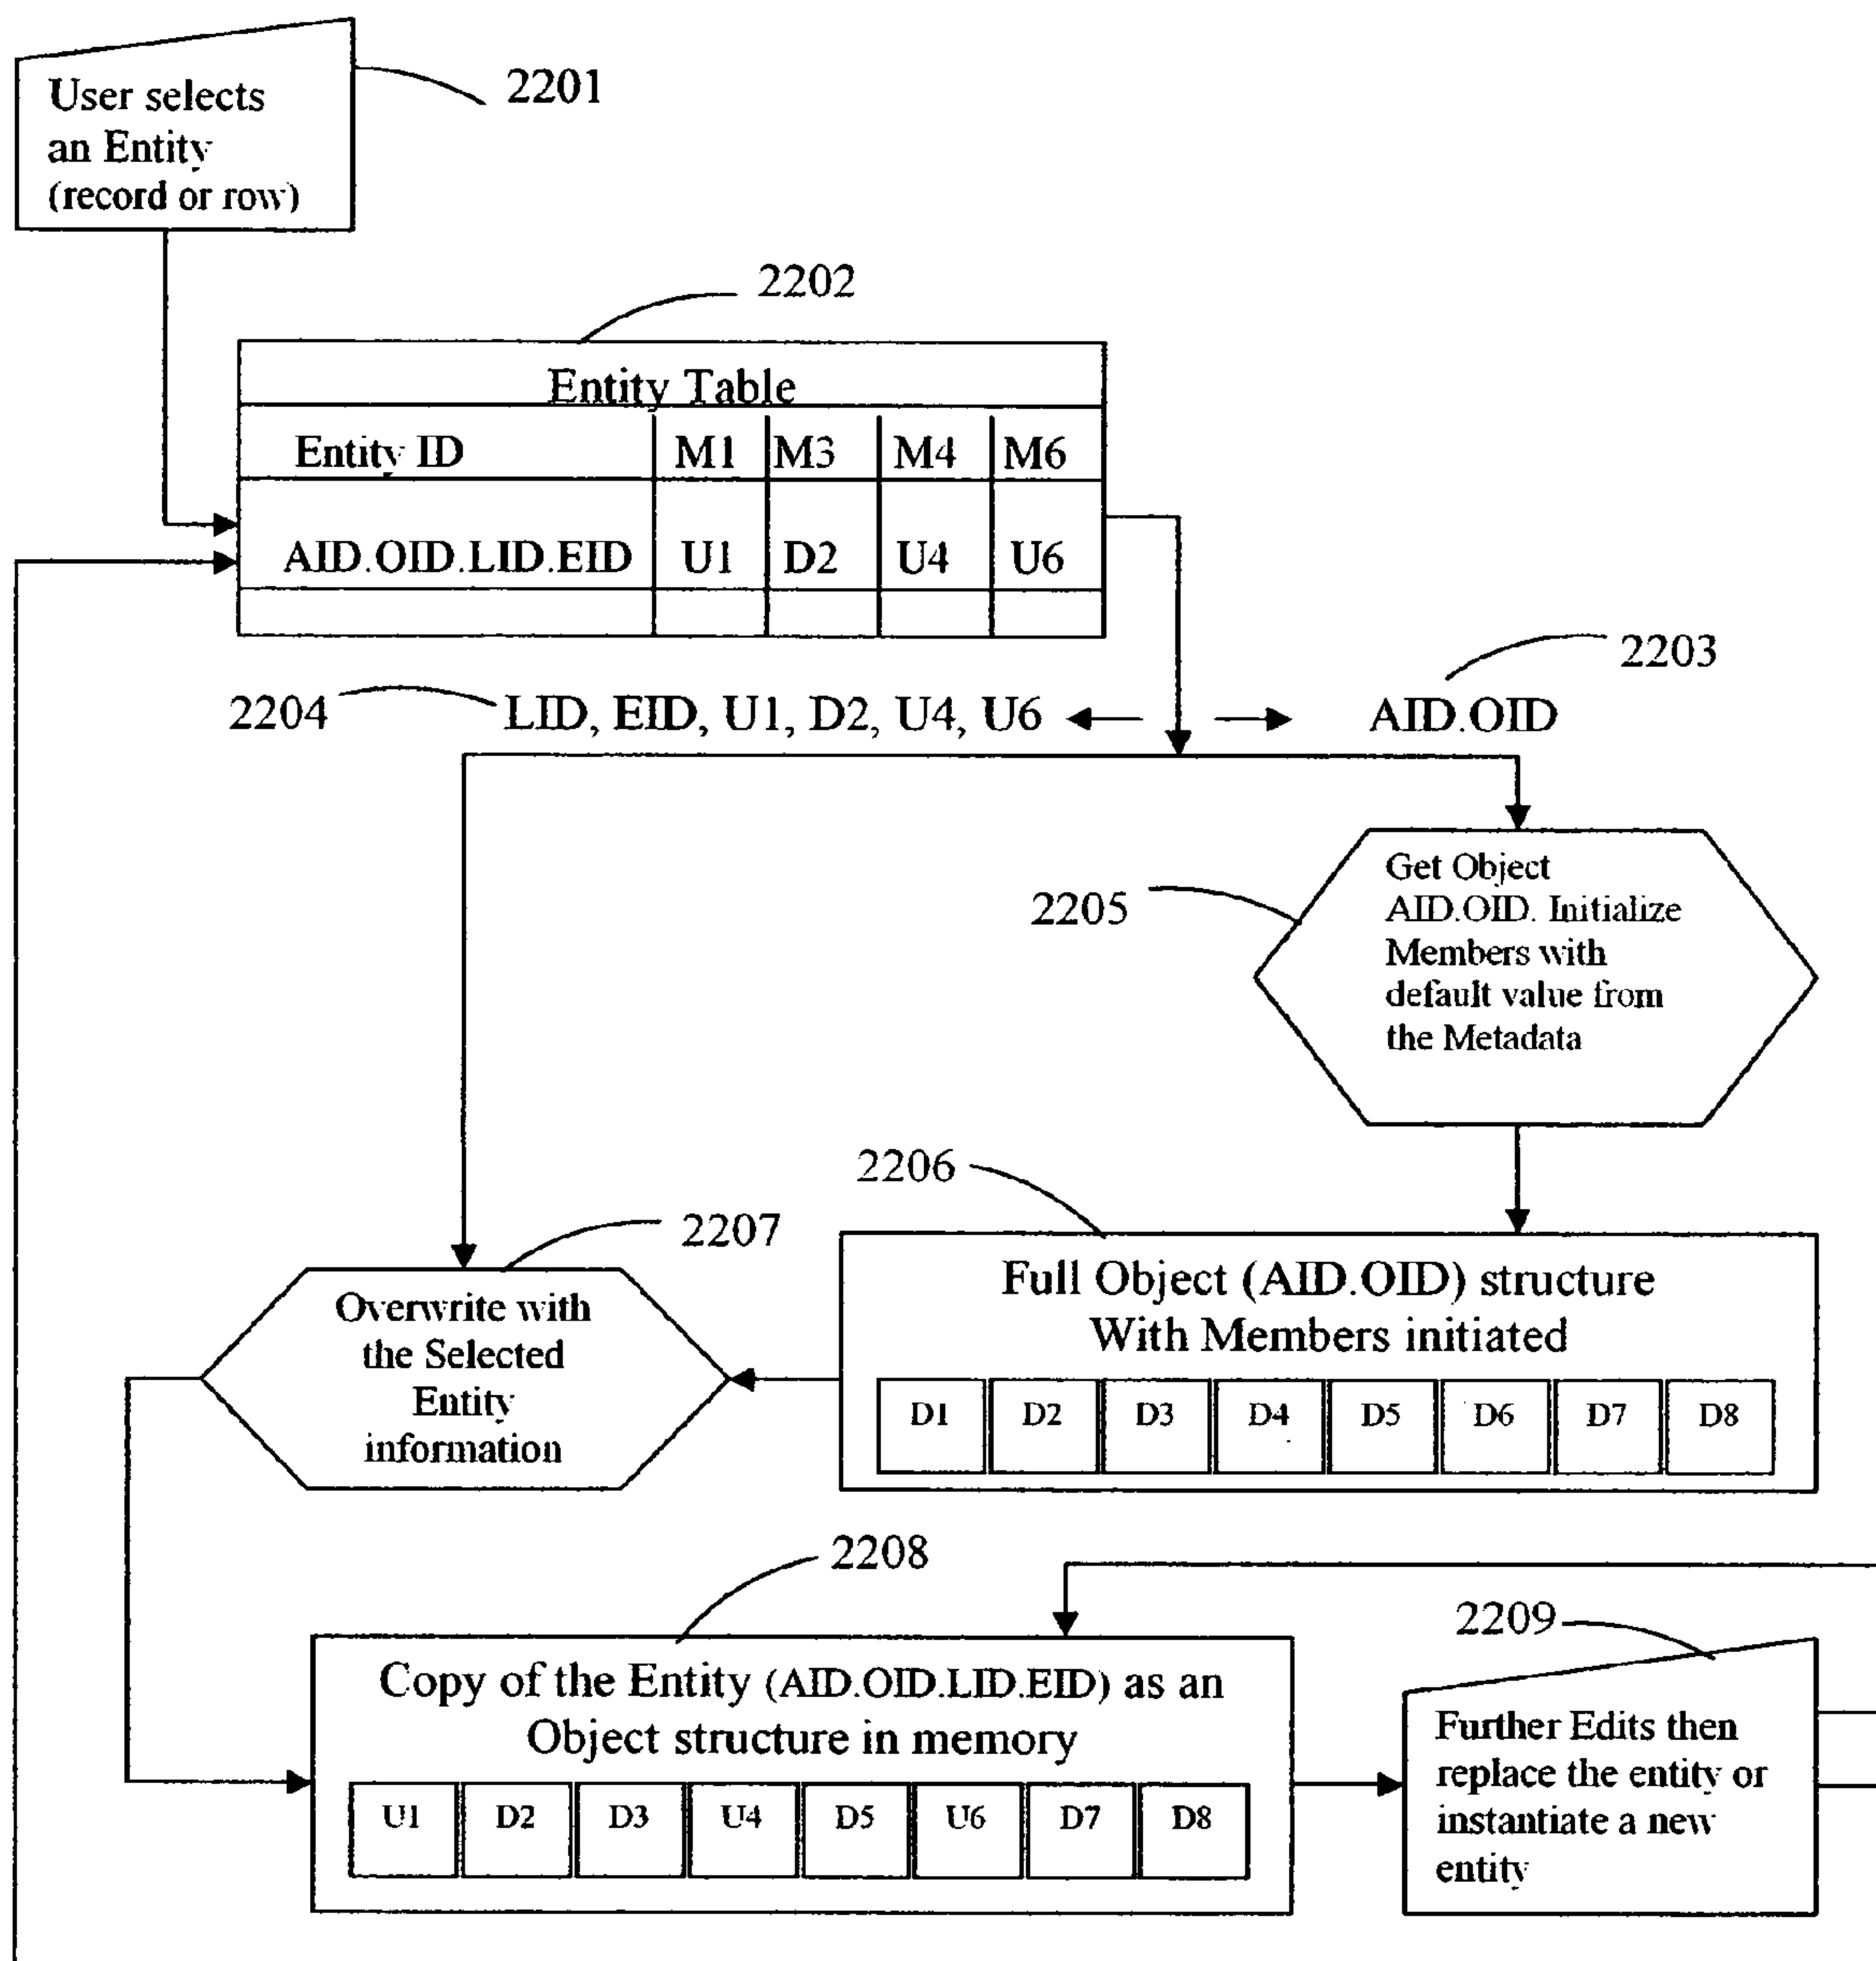 User selects
an Entity
(record or row)
2201
2202
Entity Table
Entity ID M1 M3 M4 M6
AID.OID.LID.EID U1 D2 U4 U6
2203
2204 LID, EID, U1, D2, U4, U6 AID.OID
Get Object
AID.OID. Initialize
Members with
default value from
the Metadata
2205
2206
2207
Full Object (AID.OID) structure
With Members initiated
D1 D2 D3 D4 D5 D6 D7 D8
Overwrite with
the Selected
Entity
information
2208
2209
Copy of the Entity (AID.OID.LID.EID) as an
Object structure in memory
U1 D2 D3 U4 D5 U6 D7 D8
Further Edits then
replace the entity or
instantiate a new
entity